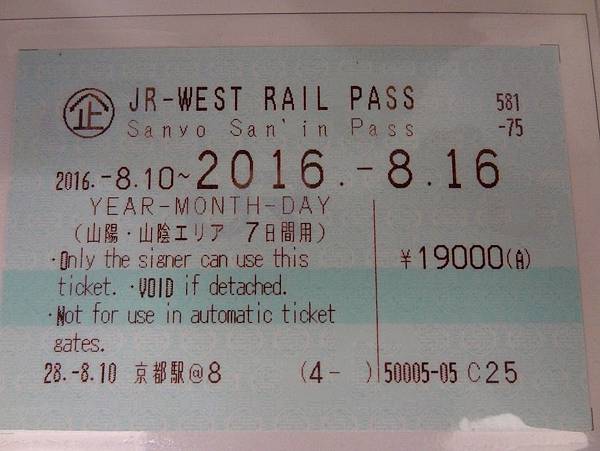 企 JR-WEST RAIL PASS 581
Sanyo San'in Pass -75
2016.-8.10~2016.-8.16
YEAR-MONTH-DAY
(山陽・山陰エリア 7日間用)
・Only the signer can use this ¥19000(A)
ticket. ・VOID if detached.
・Not for use in automatic ticket
gates.
28.-8.10 京都駅@8 (4- ) 50005-05 C25